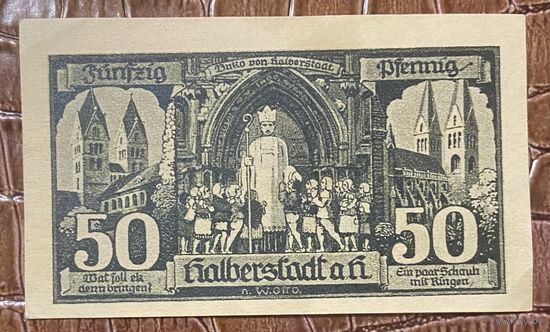 Fünfzig
Buko von Halberstadt
Pfennig
50
50
Wat soll ek
denn bringen?
Halberstadt a/H
Ein paar Schauh
mit Ringen,
n. W. Otto.